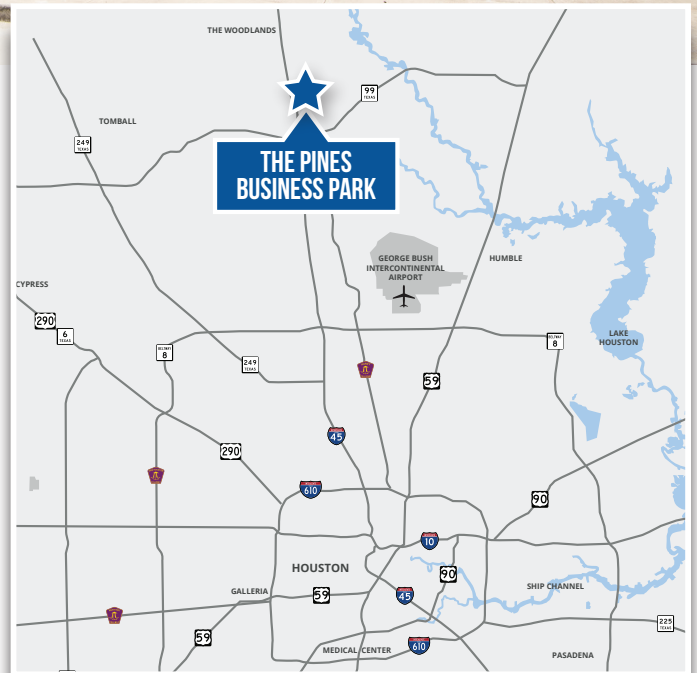 THE WOODLANDS
99
TEXAS
TOMBALL
249
TEXAS
THE PINES
BUSINESS PARK
GEORGE BUSH
INTERCONTINENTAL
AIRPORT
HUMBLE
CYPRESS
290
6
TEXAS
LAKE
HOUSTON
BELTWAY
8
BELTWAY
8
249
TEXAS
59
45
290
610
90
10
HOUSTON
90
SHIP CHANNEL
GALLERIA
59
45
225
TEXAS
59
610
MEDICAL CENTER
PASADENA